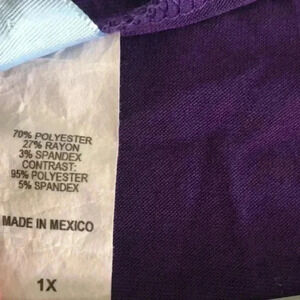 70% POLYESTER
27% RAYON
3% SPANDEX
CONTRAST:
95% POLYESTER
5% SPANDEX
MADE IN MEXICO
1X